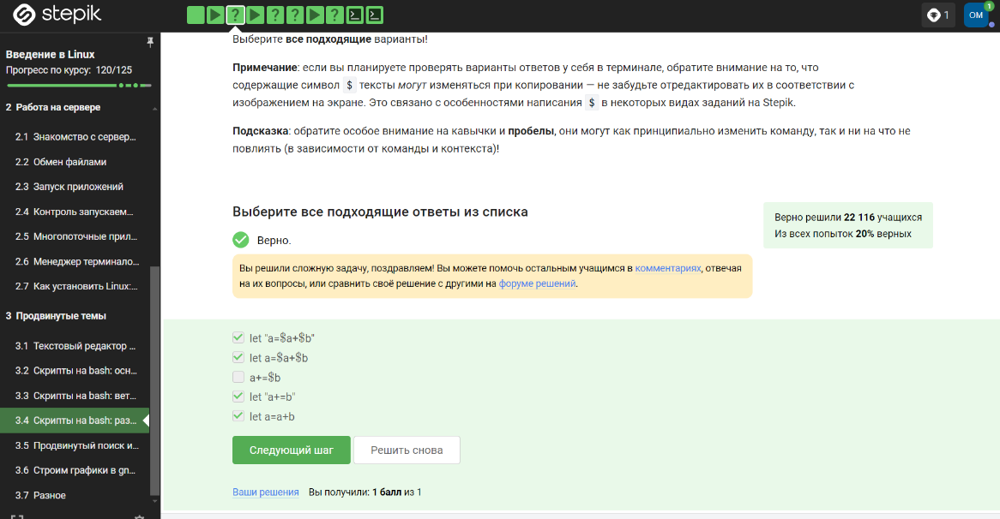 stepik
1
OM
1
Введение в Linux
Прогресс по курсу: 120/125
2 Работа на сервере
2.1 Знакомство с сервер...
2.2 Обмен файлами
2.3 Запуск приложений
2.4 Контроль запускаем...
2.5 Многопоточные прил...
2.6 Менеджер терминало...
2.7 Как установить Linux:...
3 Продвинутые темы
3.1 Текстовый редактор ...
3.2 Скрипты на bash: осн...
3.3 Скрипты на bash: вет...
3.4 Скрипты на bash: раз...
3.5 Продвинутый поиск и...
3.6 Строим графики в gn...
3.7 Разное
Выберите все подходящие варианты!
Примечание: если вы планируете проверять варианты ответов у себя в терминале, обратите внимание на то, что
содержащие символ $ тексты могут изменяться при копировании — не забудьте отредактировать их в соответствии с
изображением на экране. Это связано с особенностями написания $ в некоторых видах заданий на Stepik.
Подсказка: обратите особое внимание на кавычки и пробелы, они могут как принципиально изменить команду, так и ни на что не
повлиять (в зависимости от команды и контекста)!
Выберите все подходящие ответы из списка
Верно.
Вы решили сложную задачу, поздравляем! Вы можете помочь остальным учащимся в комментариях, отвечая
на их вопросы, или сравнить своё решение с другими на форуме решений.
Верно решили 22 116 учащихся
Из всех попыток 20% верных
let "a=$a+$b"
let a=$a+$b
a+=$b
let "a+=b"
let a=a+b
Следующий шаг
Решить снова
Ваши решения Вы получили: 1 балл из 1